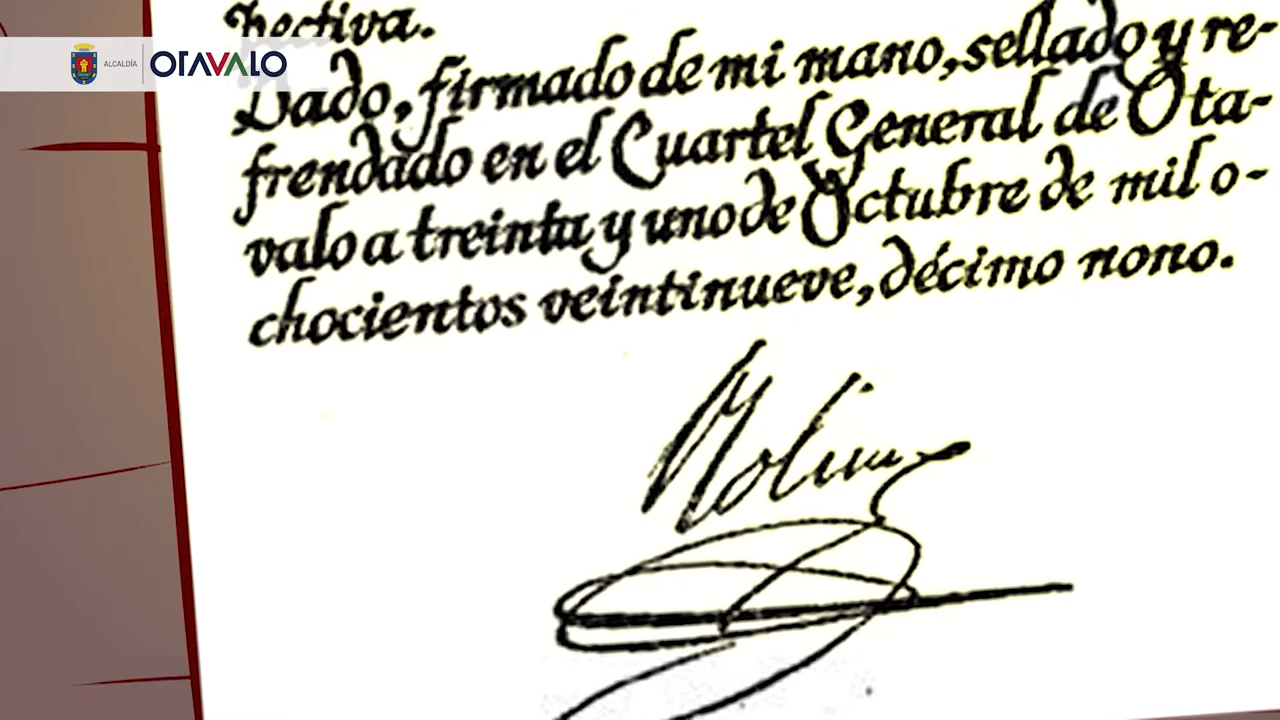 pectiva.
ALCALDÍA OTAVALO
Dado, firmado de mi mano, sellado y re-
frendado en el Cuartel General de Ota-
valo a treinta y uno de Octubre de mil o-
chocientos veintinueve, décimo nono.